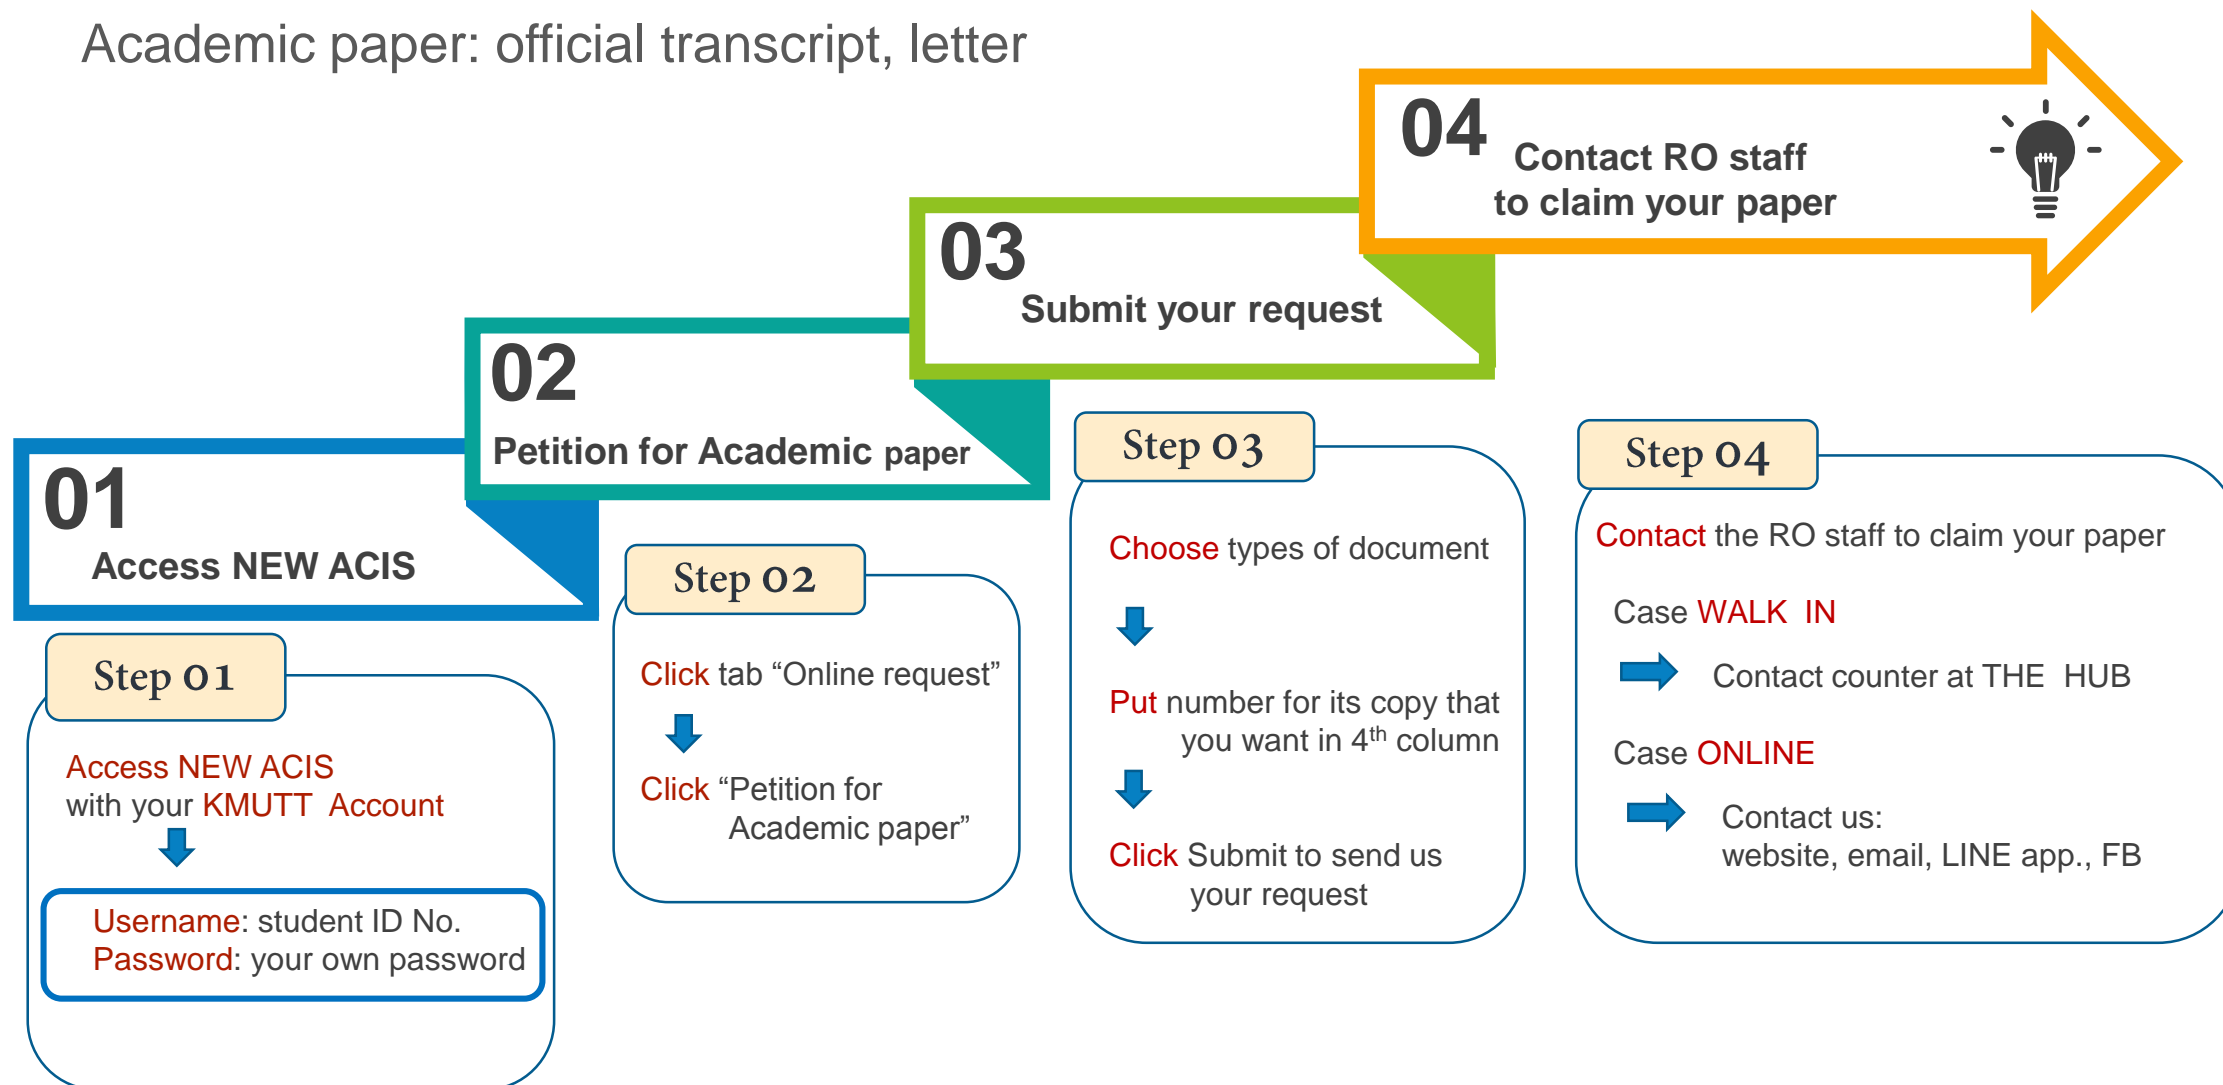 Academic paper: official transcript, letter
01
Access NEW ACIS
02
Petition for Academic paper
03
Submit your request
04
Contact RO staff
to claim your paper
Step 01
Access NEW ACIS
with your KMUTT Account
Username: student ID No.
Password: your own password
Step 02
Click tab “Online request”
Click “Petition for
Academic paper”
Step 03
Choose types of document
Put number for its copy that
you want in 4th column
Click Submit to send us
your request
Step 04
Contact the RO staff to claim your paper
Case WALK IN
Contact counter at THE HUB
Case ONLINE
Contact us:
website, email, LINE app., FB